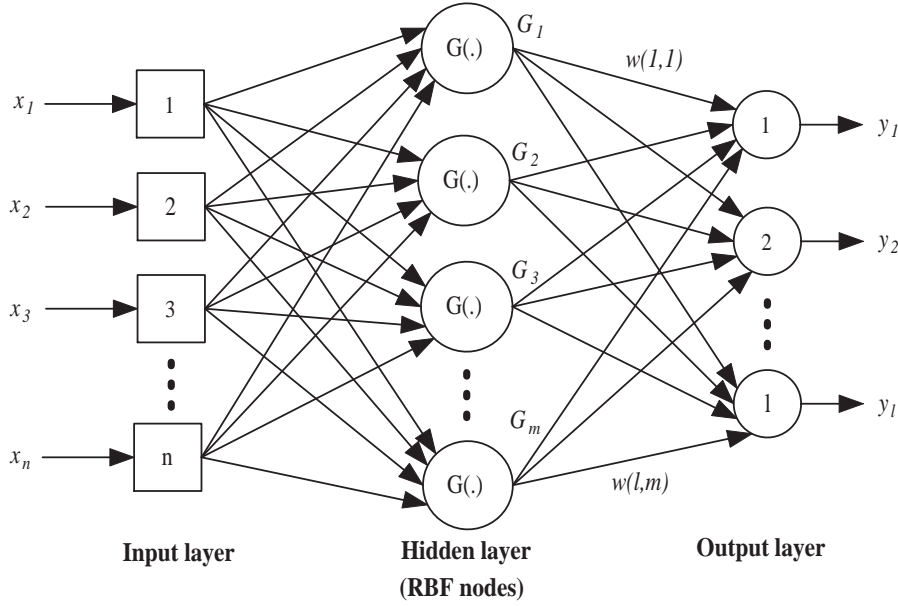 G1
G(.)
w(1,1)
x1
1
1
y1
G2
G(.)
x2
2
2
y2
G3
x3
3
G(.)
Gm
l
yl
xn
n
G(.)
w(l,m)
Input layer
Hidden layer
(RBF nodes)
Output layer